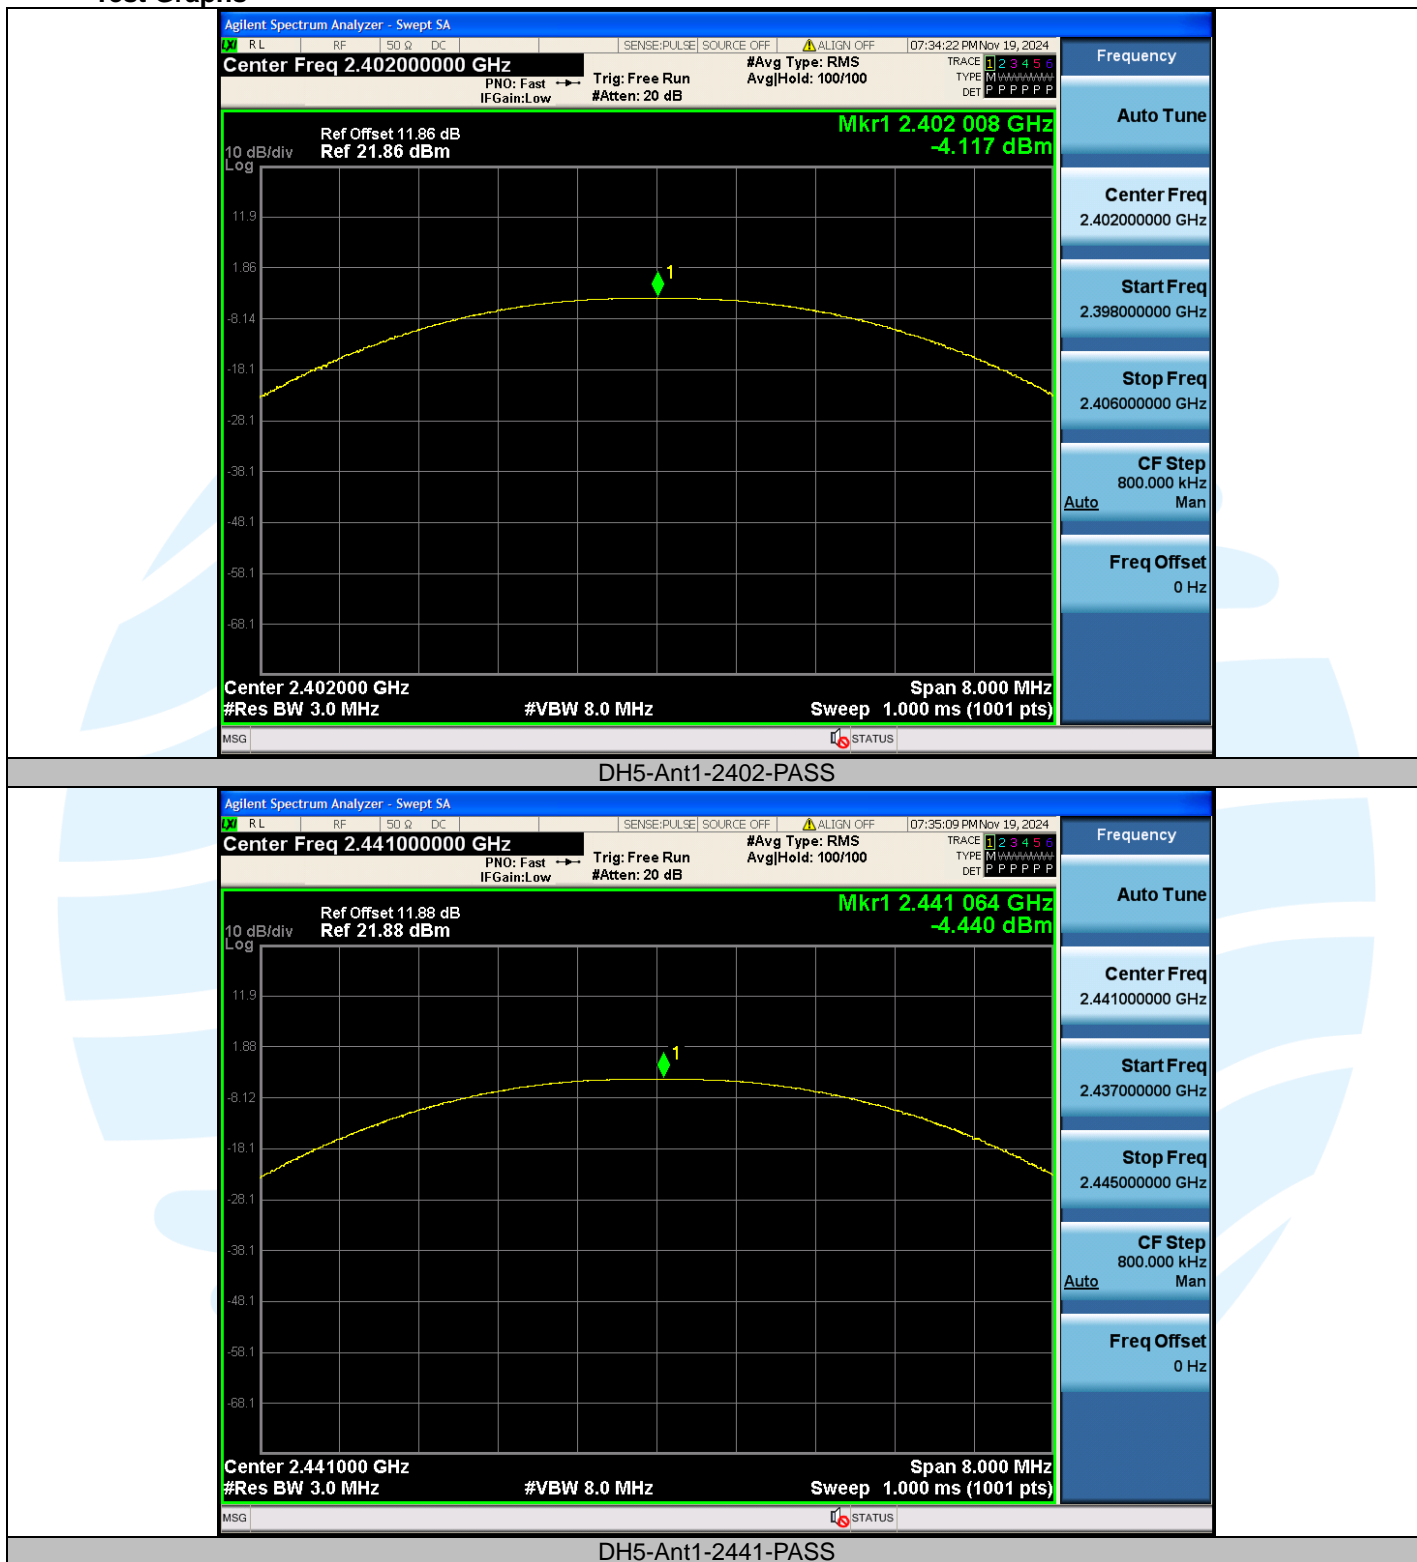 Test Graphs
Agilent Spectrum Analyzer - Swept SA
LXI RL RF 50 Ω DC SENSE:PULSE SOURCE OFF ALIGN OFF 07:34:22 PM Nov 19, 2024
Center Freq 2.402000000 GHz
PNO: Fast
IFGain:Low
Trig: Free Run
#Atten: 20 dB
#Avg Type: RMS
Avg|Hold: 100/100
TRACE 1 2 3 4 5 6
TYPE M WWWWW
DET P P P P P P
Mkr1 2.402 008 GHz
-4.117 dBm
Ref Offset 11.86 dB
10 dB/div Ref 21.86 dBm
Log
11.9
1.86
-8.14
-18.1
-28.1
-38.1
-48.1
-58.1
-68.1
1
Center 2.402000 GHz Span 8.000 MHz
#Res BW 3.0 MHz #VBW 8.0 MHz Sweep 1.000 ms (1001 pts)
MSG STATUS
Frequency
Auto Tune
Center Freq
2.402000000 GHz
Start Freq
2.398000000 GHz
Stop Freq
2.406000000 GHz
CF Step
800.000 kHz
Auto Man
Freq Offset
0 Hz
DH5-Ant1-2402-PASS
Agilent Spectrum Analyzer - Swept SA
LXI RL RF 50 Ω DC SENSE:PULSE SOURCE OFF ALIGN OFF 07:35:09 PM Nov 19, 2024
Center Freq 2.441000000 GHz
PNO: Fast
IFGain:Low
Trig: Free Run
#Atten: 20 dB
#Avg Type: RMS
Avg|Hold: 100/100
TRACE 1 2 3 4 5 6
TYPE M WWWWW
DET P P P P P P
Mkr1 2.441 064 GHz
-4.440 dBm
Ref Offset 11.88 dB
10 dB/div Ref 21.88 dBm
Log
11.9
1.88
-8.12
-18.1
-28.1
-38.1
-48.1
-58.1
-68.1
1
Center 2.441000 GHz Span 8.000 MHz
#Res BW 3.0 MHz #VBW 8.0 MHz Sweep 1.000 ms (1001 pts)
MSG STATUS
Frequency
Auto Tune
Center Freq
2.441000000 GHz
Start Freq
2.437000000 GHz
Stop Freq
2.445000000 GHz
CF Step
800.000 kHz
Auto Man
Freq Offset
0 Hz
DH5-Ant1-2441-PASS